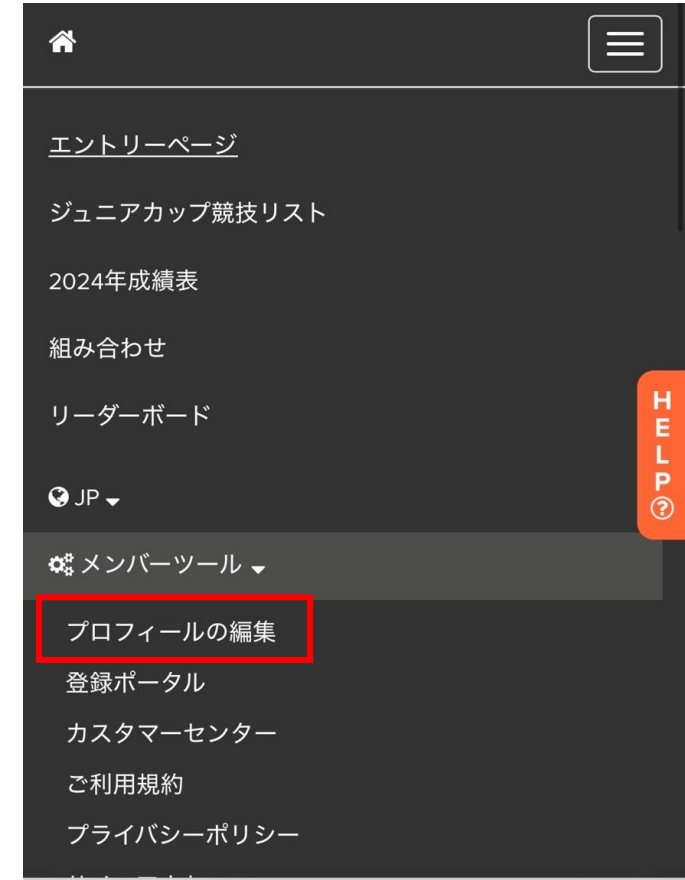 エントリーページ
ジュニアカップ競技リスト
2024年成績表
組み合わせ
リーダーボード
HELP?
JP
メンバーツール
プロフィールの編集
登録ポータル
カスタマーセンター
ご利用規約
プライバシーポリシー